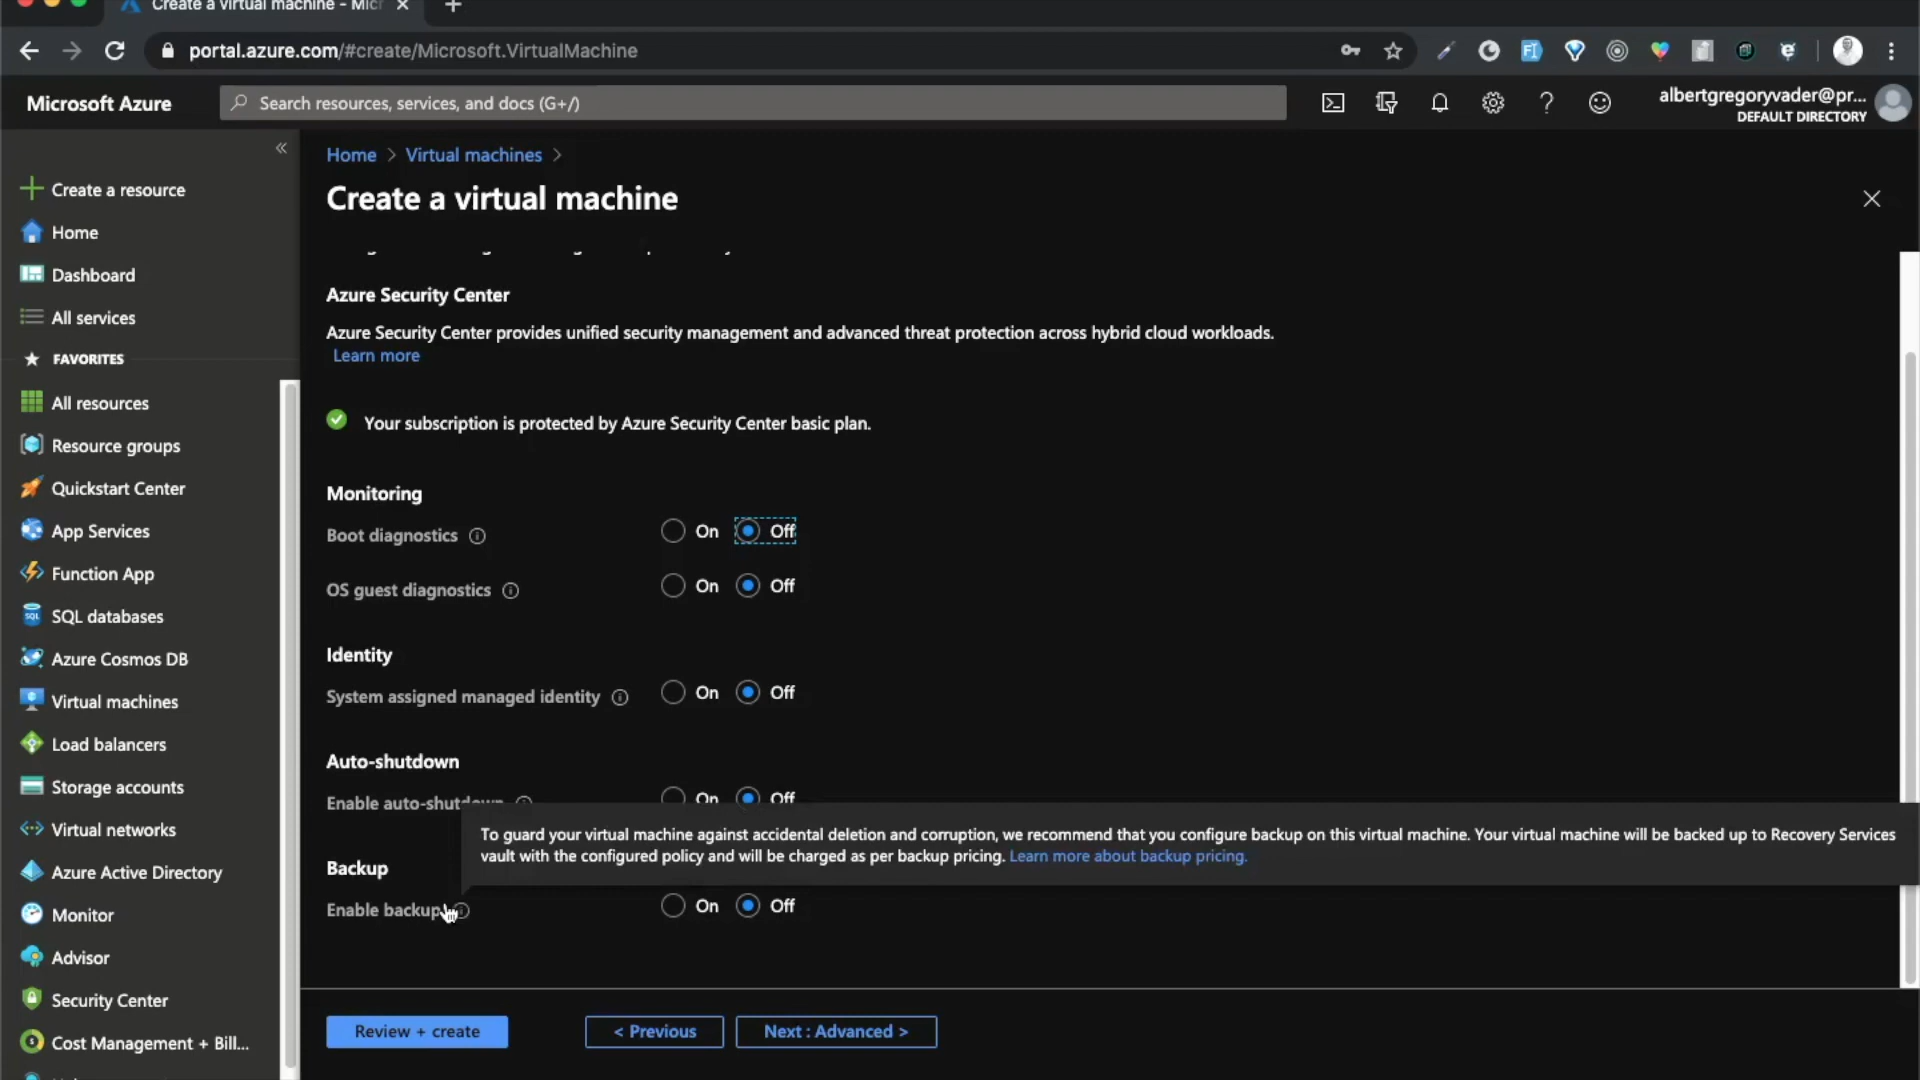 Create a virtual machine - Micr
portal.azure.com/#create/Microsoft.VirtualMachine
Microsoft Azure
Search resources, services, and docs (G+/)
albertgregoryvader@pr...
DEFAULT DIRECTORY
Create a resource
Home
Dashboard
All services
FAVORITES
All resources
Resource groups
Quickstart Center
App Services
Function App
SQL databases
Azure Cosmos DB
Virtual machines
Load balancers
Storage accounts
Virtual networks
Azure Active Directory
Monitor
Advisor
Security Center
Cost Management + Bill...
Home > Virtual machines >
Create a virtual machine
Azure Security Center
Azure Security Center provides unified security management and advanced threat protection across hybrid cloud workloads.
Learn more
Your subscription is protected by Azure Security Center basic plan.
Monitoring
Boot diagnostics On Off
OS guest diagnostics On Off
Identity
System assigned managed identity On Off
Auto-shutdown
Enable auto-shutdown On Off
To guard your virtual machine against accidental deletion and corruption, we recommend that you configure backup on this virtual machine. Your virtual machine will be backed up to Recovery Services
vault with the configured policy and will be charged as per backup pricing. Learn more about backup pricing.
Backup
Enable backup On Off
Review + create
< Previous
Next : Advanced >